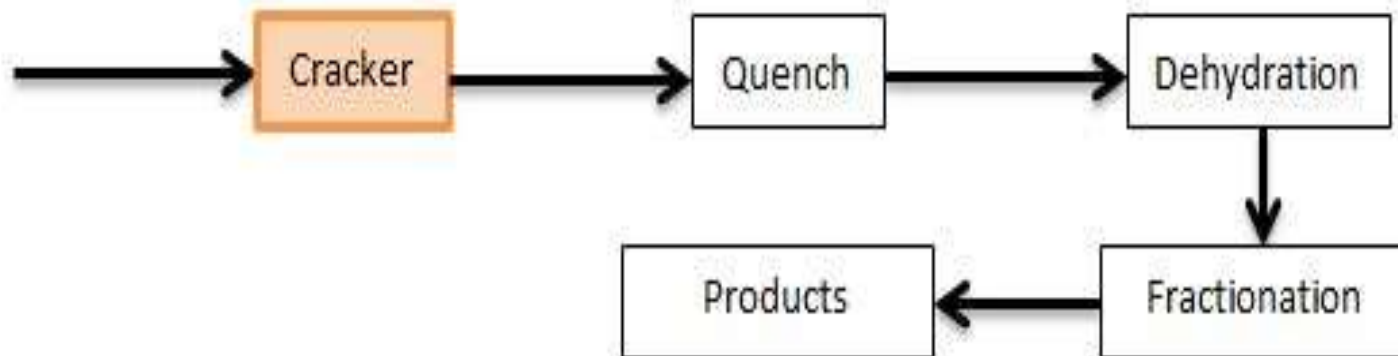 Cracker
Quench
Dehydration
Products
Fractionation